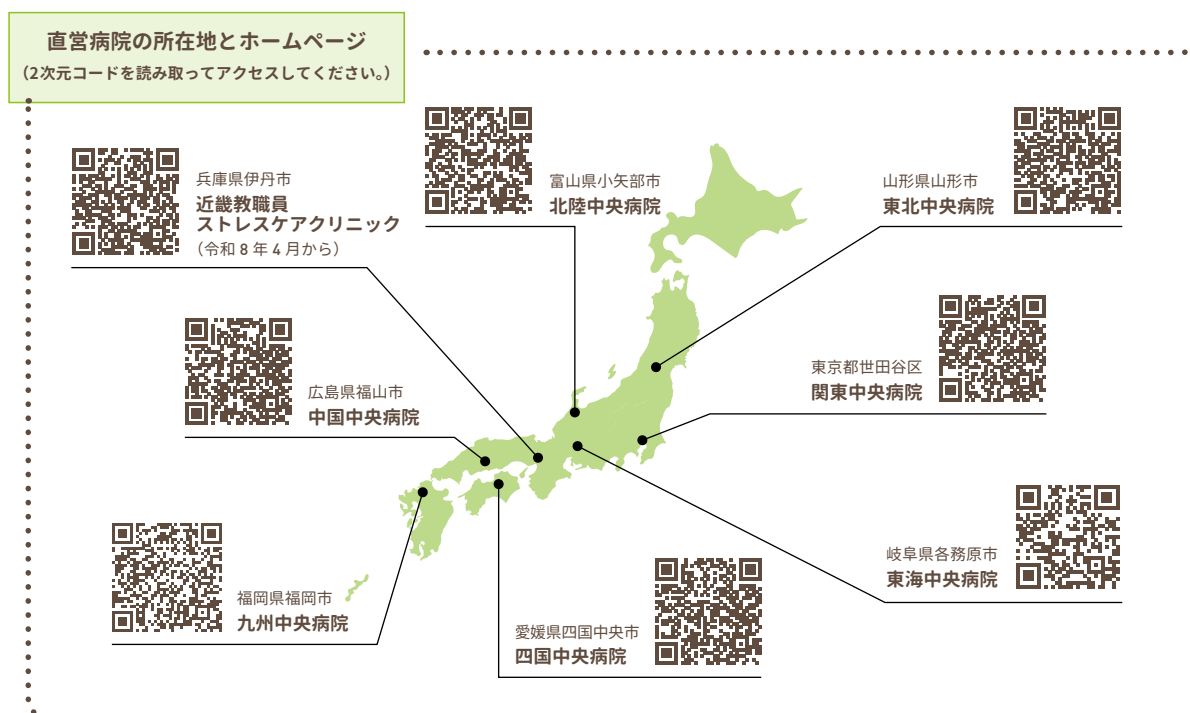 直営病院の所在地とホームページ
（2次元コードを読み取ってアクセスしてください。）
兵庫県伊丹市
近畿教職員
ストレスケアクリニック
（令和 8 年 4 月から）
富山県小矢部市
北陸中央病院
山形県山形市
東北中央病院
広島県福山市
中国中央病院
東京都世田谷区
関東中央病院
岐阜県各務原市
東海中央病院
福岡県福岡市
九州中央病院
愛媛県四国中央市
四国中央病院